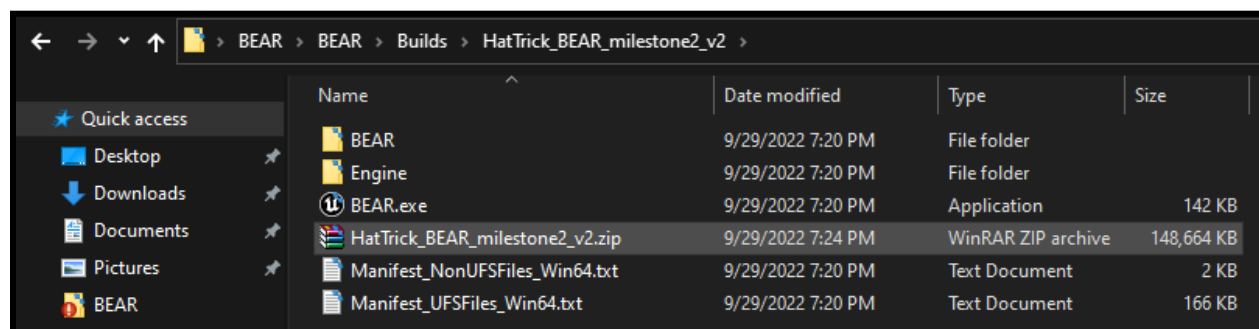 BEAR > BEAR > Builds > HatTrick_BEAR_milestone2_v2 >
Name Date modified Type Size
Quick access
Desktop
Downloads
Documents
Pictures
BEAR
BEAR 9/29/2022 7:20 PM File folder
Engine 9/29/2022 7:20 PM File folder
BEAR.exe 9/29/2022 7:20 PM Application 142 KB
HatTrick_BEAR_milestone2_v2.zip 9/29/2022 7:24 PM WinRAR ZIP archive 148,664 KB
Manifest_NonUFSFiles_Win64.txt 9/29/2022 7:20 PM Text Document 2 KB
Manifest_UFSFiles_Win64.txt 9/29/2022 7:20 PM Text Document 166 KB